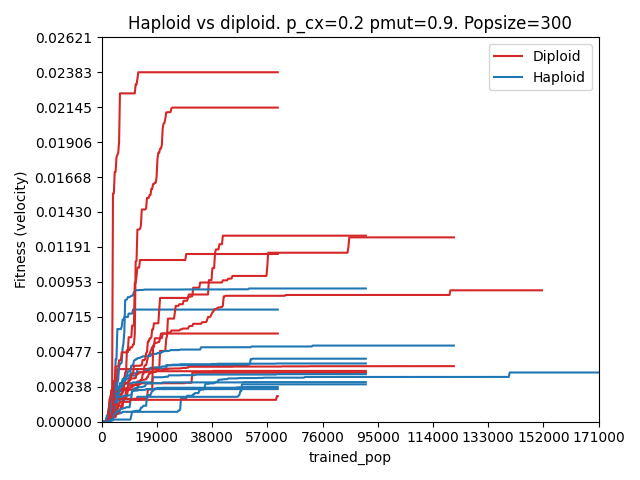 Haploid vs diploid. p_cx=0.2 pmut=0.9. Popsize=300
Fitness (velocity)
0.02621
0.02383
0.02145
0.01906
0.01668
0.01430
0.01191
0.00953
0.00715
0.00477
0.00238
0.00000
Diploid
Haploid
0 19000 38000 57000 76000 95000 114000 133000 152000 171000
trained_pop